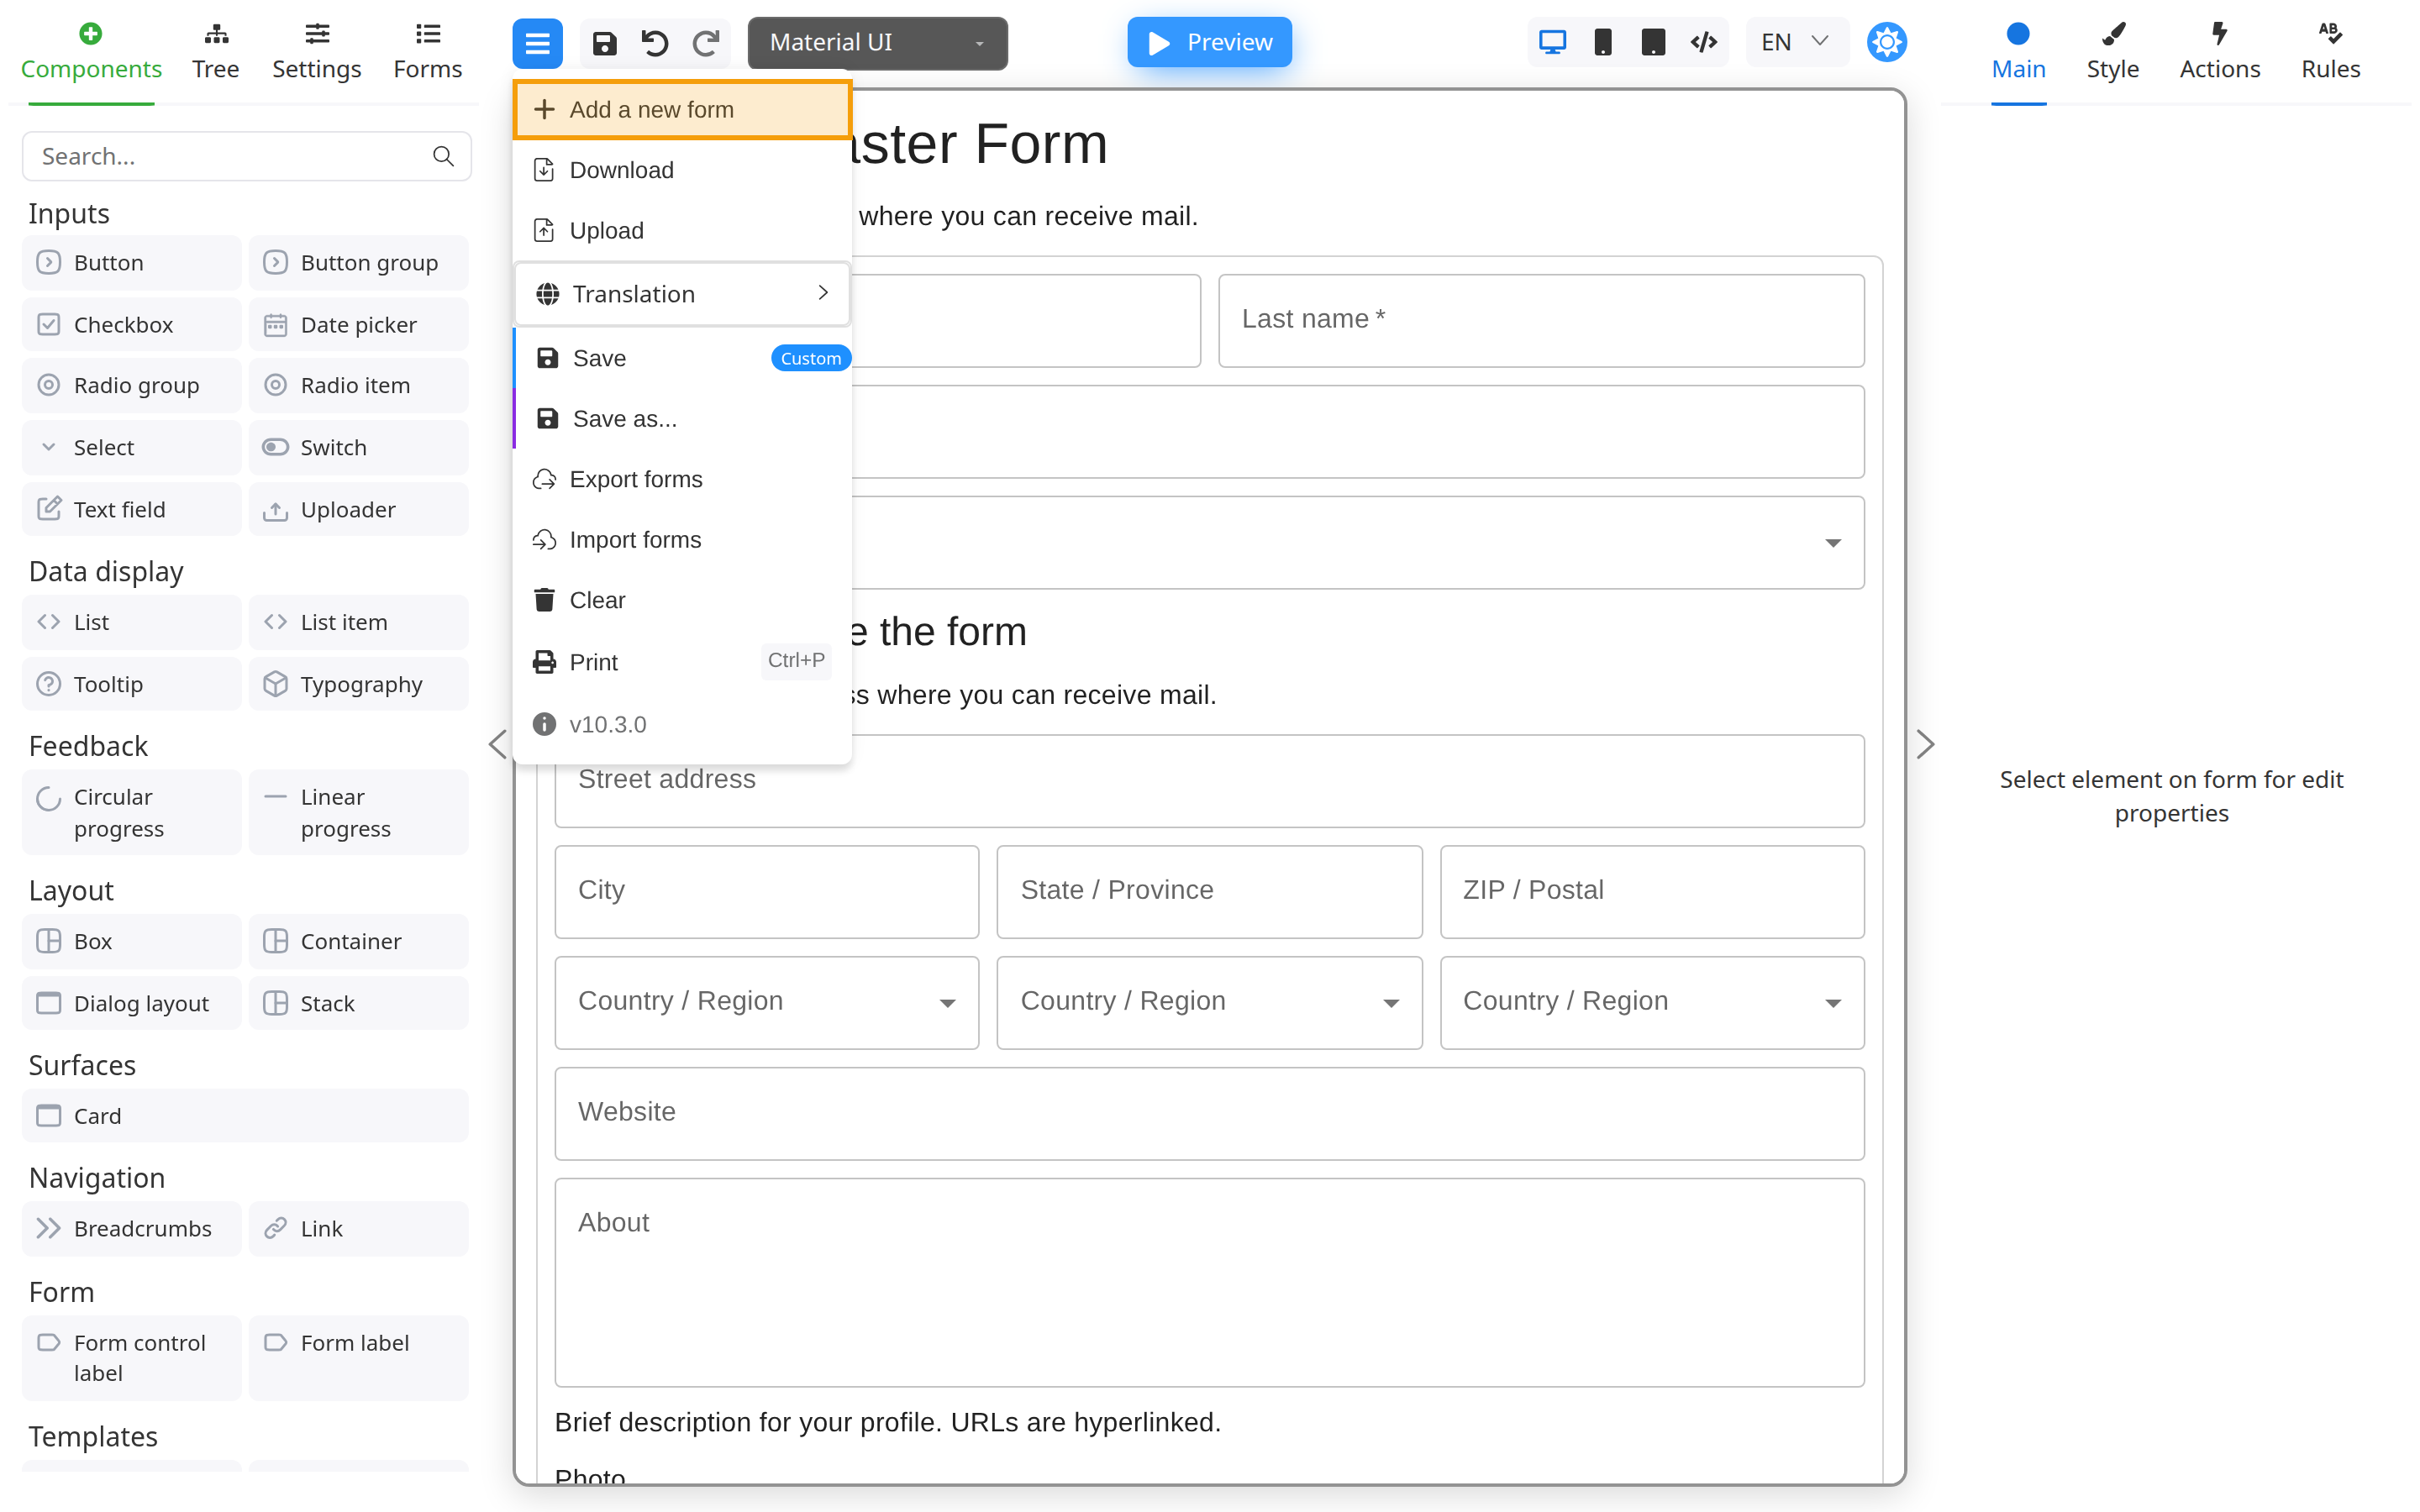 Components
Tree
Settings
Forms
Material UI
Preview
EN
Main
Style
Actions
Rules
Search...
Inputs
Button
Button group
Checkbox
Date picker
Radio group
Radio item
Select
Switch
Text field
Uploader
Data display
List
List item
Tooltip
Typography
Feedback
Circular
progress
Linear
progress
Layout
Box
Container
Dialog layout
Stack
Surfaces
Card
Navigation
Breadcrumbs
Link
Form
Form control
label
Form label
Templates
Add a new form
Download
Upload
Translation
Save
Custom
Save as...
Export forms
Import forms
Clear
Print
Ctrl+P
v10.3.0
aster Form
where you can receive mail.
Last name *
e the form
ss where you can receive mail.
Street address
City
State / Province
ZIP / Postal
Country / Region
Country / Region
Country / Region
Website
About
Brief description for your profile. URLs are hyperlinked.
Photo
Select element on form for edit
properties